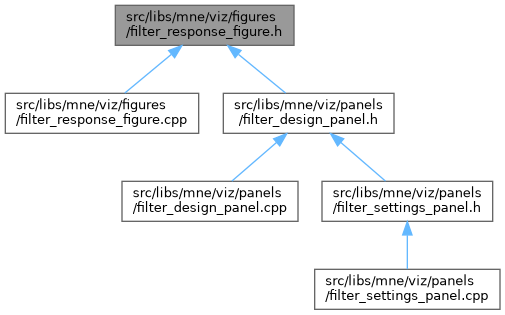 src/libs/mne/viz/figures
/filter_response_figure.h
src/libs/mne/viz/figures
/filter_response_figure.cpp
src/libs/mne/viz/panels
/filter_design_panel.h
src/libs/mne/viz/panels
/filter_design_panel.cpp
src/libs/mne/viz/panels
/filter_settings_panel.h
src/libs/mne/viz/panels
/filter_settings_panel.cpp